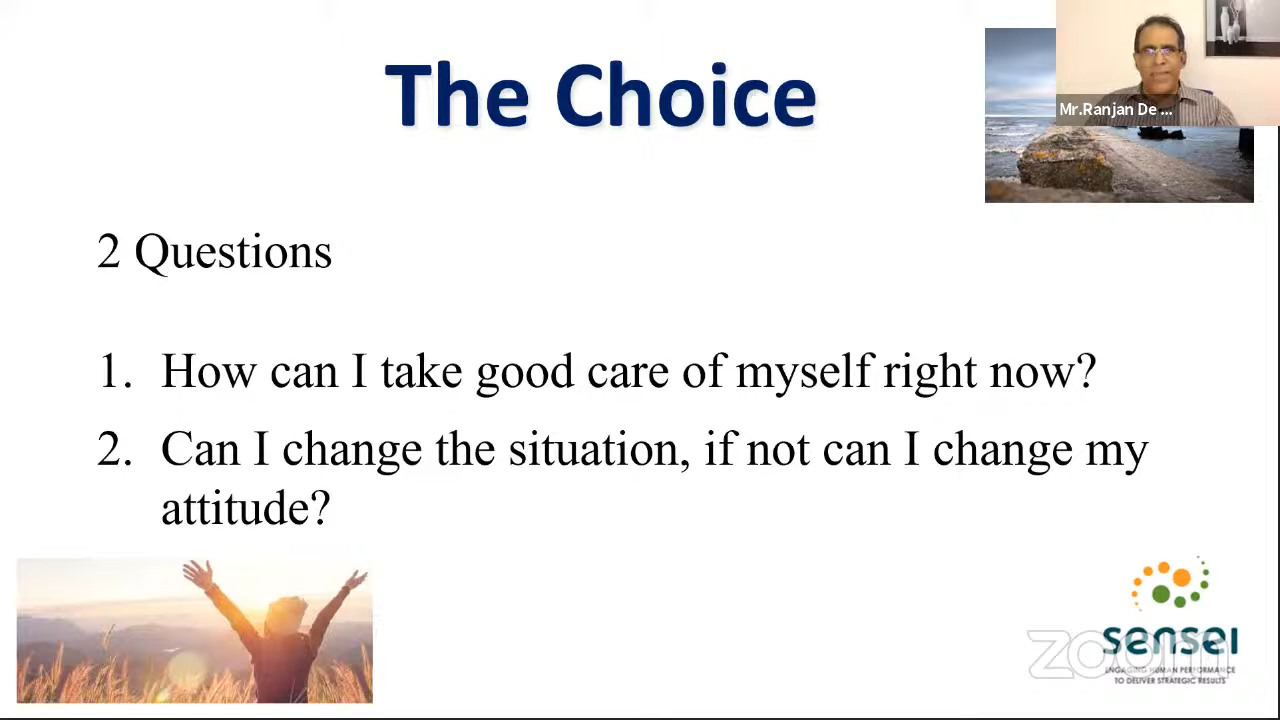 The Choice
Mr.Ranjan De ...
2 Questions
1. How can I take good care of myself right now?
2. Can I change the situation, if not can I change my
attitude?
sensei
zoom
ENGAGING HUMAN PERFORMANCE
TO DELIVER STRATEGIC RESULTS